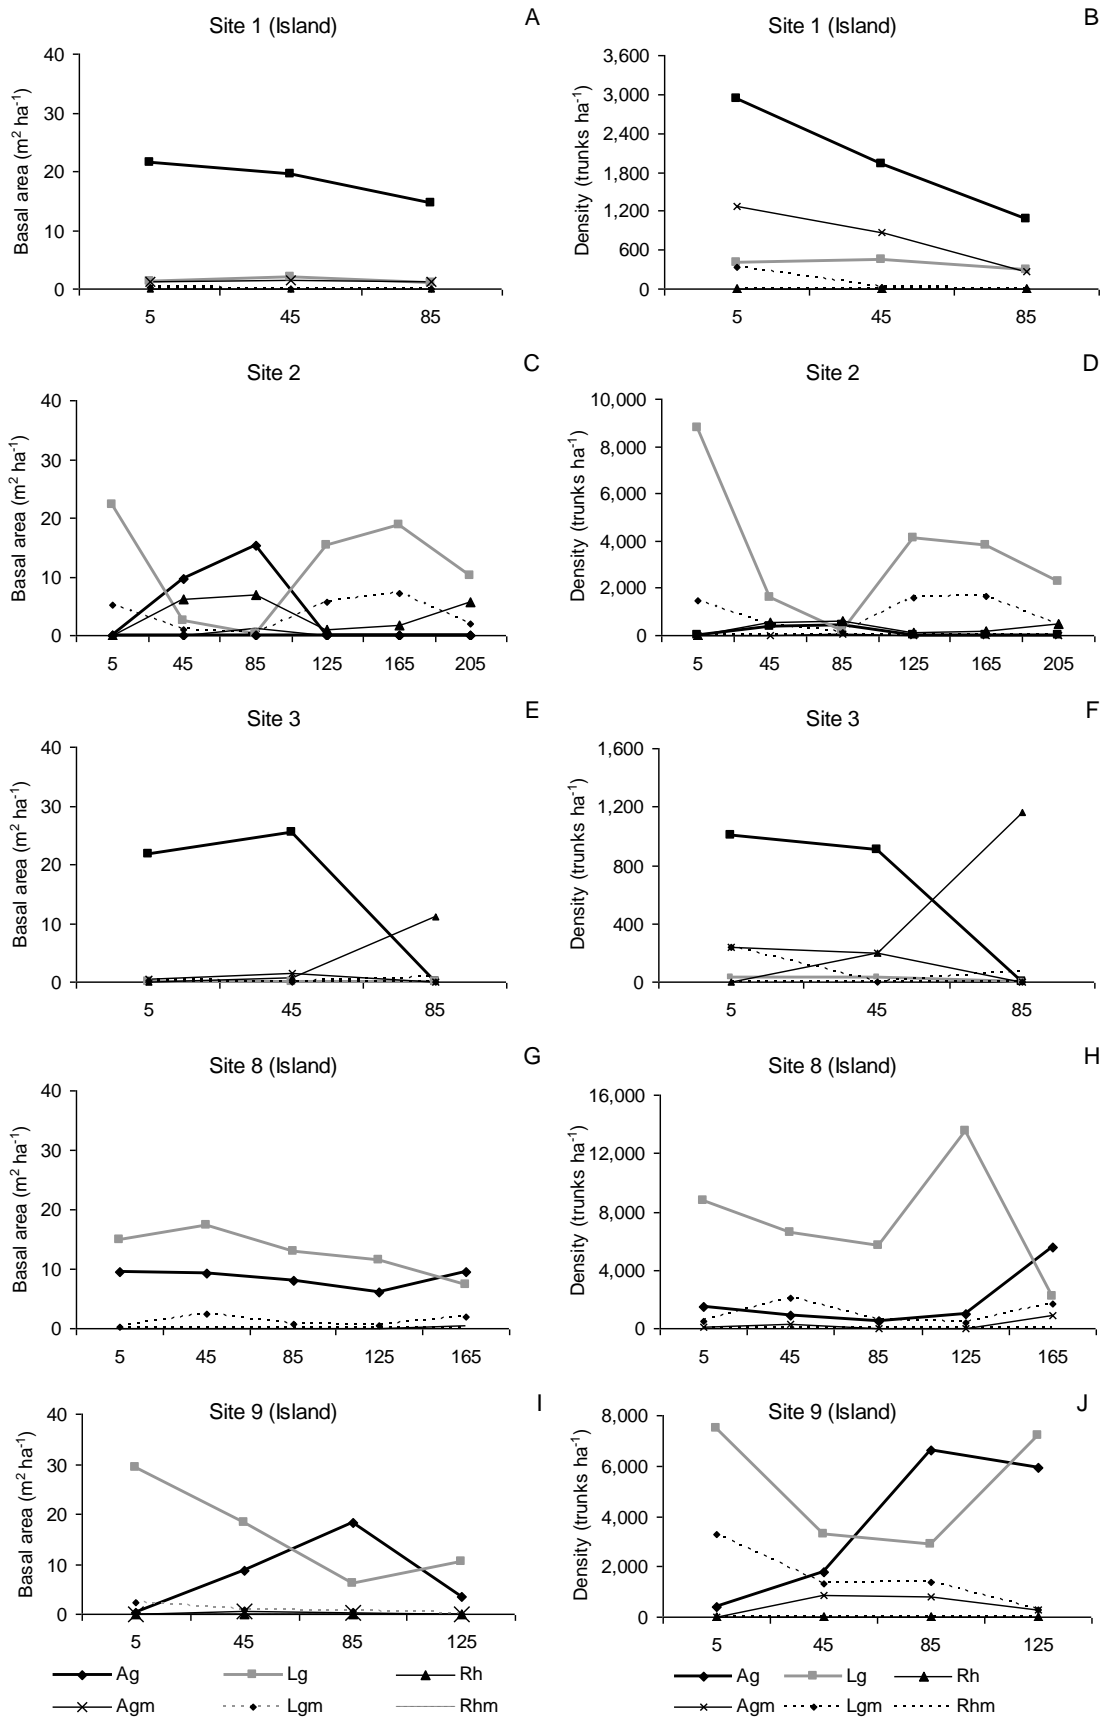 A
B
Site 1 (Island)
Site 1 (Island)
Basal area (m² ha⁻¹)
40
30
20
10
0
5 45 85
Density (trunks ha⁻¹)
3,600
3,000
2,400
1,800
1,200
600
0
5 45 85
C
D
Site 2
Site 2
Basal area (m² ha⁻¹)
40
30
20
10
0
5 45 85 125 165 205
Density (trunks ha⁻¹)
10,000
8,000
6,000
4,000
2,000
0
5 45 85 125 165 205
E
F
Site 3
Site 3
Basal area (m² ha⁻¹)
40
30
20
10
0
5 45 85
Density (trunks ha⁻¹)
1,600
1,200
800
400
0
5 45 85
G
H
Site 8 (Island)
Site 8 (Island)
Basal area (m² ha⁻¹)
40
30
20
10
0
5 45 85 125 165
Density (trunks ha⁻¹)
16,000
12,000
8,000
4,000
0
5 45 85 125 165
I
J
Site 9 (Island)
Site 9 (Island)
Basal area (m² ha⁻¹)
40
30
20
10
0
5 45 85 125
Density (trunks ha⁻¹)
8,000
6,000
4,000
2,000
0
5 45 85 125
Ag Lg Rh
Agm Lgm Rhm
Ag Lg Rh
Agm Lgm Rhm